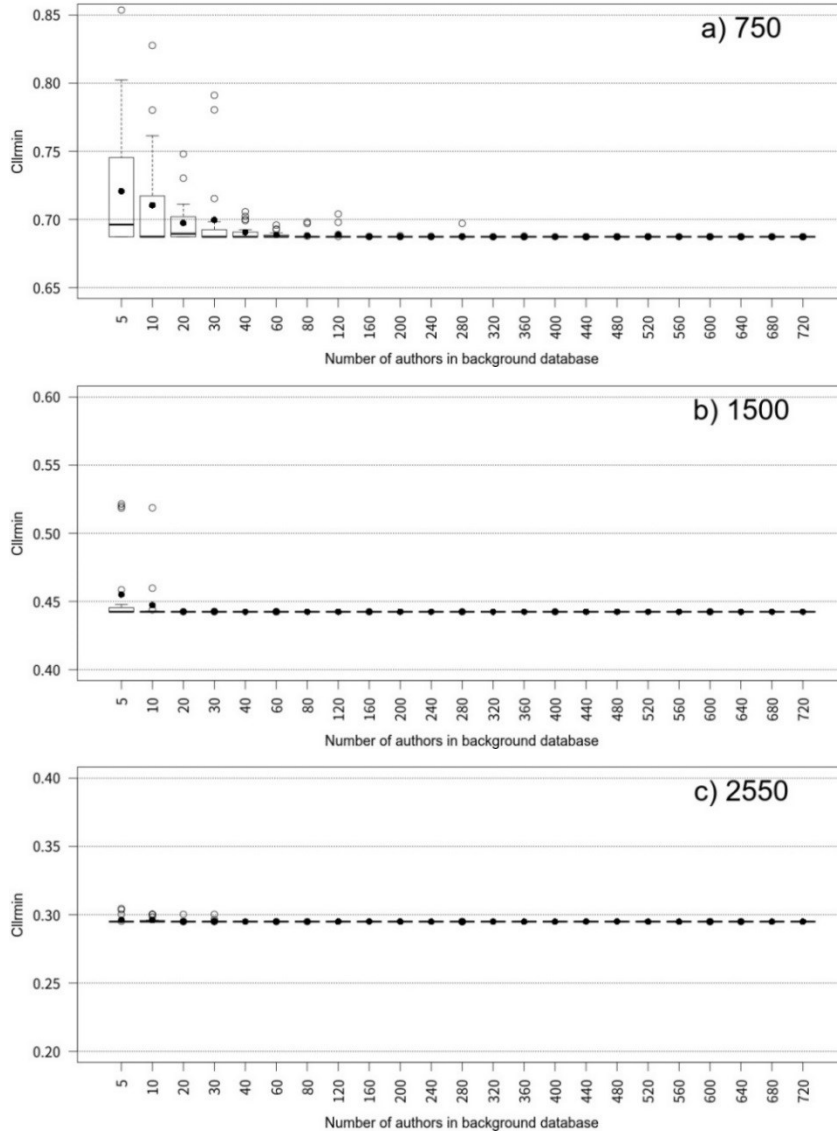 a) 750
Cllrmin
0.85
0.80
0.75
0.70
0.65
5 10 20 30 40 60 80 120 160 200 240 280 320 360 400 440 480 520 560 600 640 680 720
Number of authors in background database
b) 1500
Cllrmin
0.60
0.55
0.50
0.45
0.40
5 10 20 30 40 60 80 120 160 200 240 280 320 360 400 440 480 520 560 600 640 680 720
Number of authors in background database
c) 2550
Cllrmin
0.40
0.35
0.30
0.25
0.20
5 10 20 30 40 60 80 120 160 200 240 280 320 360 400 440 480 520 560 600 640 680 720
Number of authors in background database